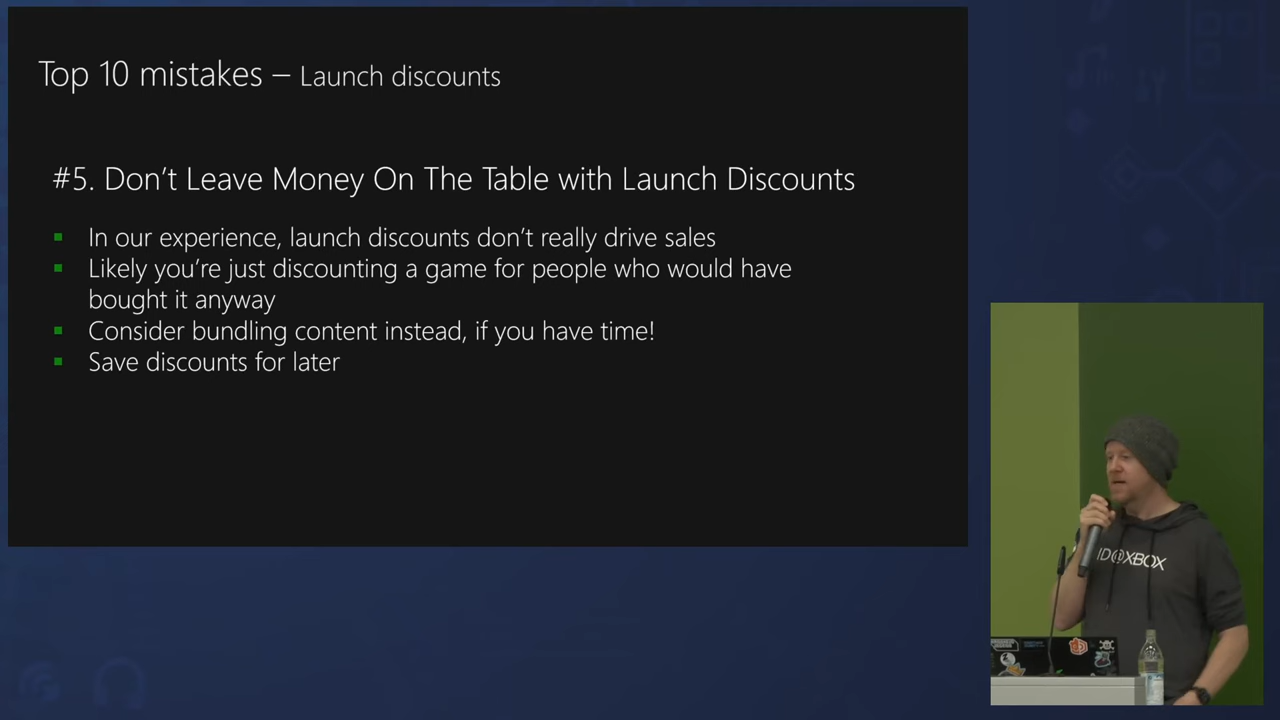 Top 10 mistakes – Launch discounts
#5. Don't Leave Money On The Table with Launch Discounts
In our experience, launch discounts don't really drive sales
Likely you're just discounting a game for people who would have
bought it anyway
Consider bundling content instead, if you have time!
Save discounts for later
ID@XBOX